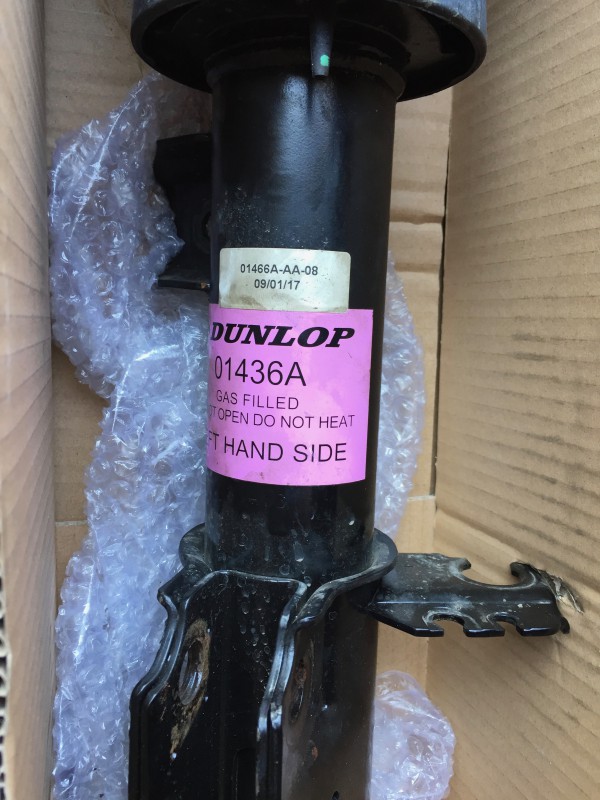 01466A-AA-08
09/01/17
DUNLOP
01436A
GAS FILLED
OPEN DO NOT HEAT
HAND SIDE